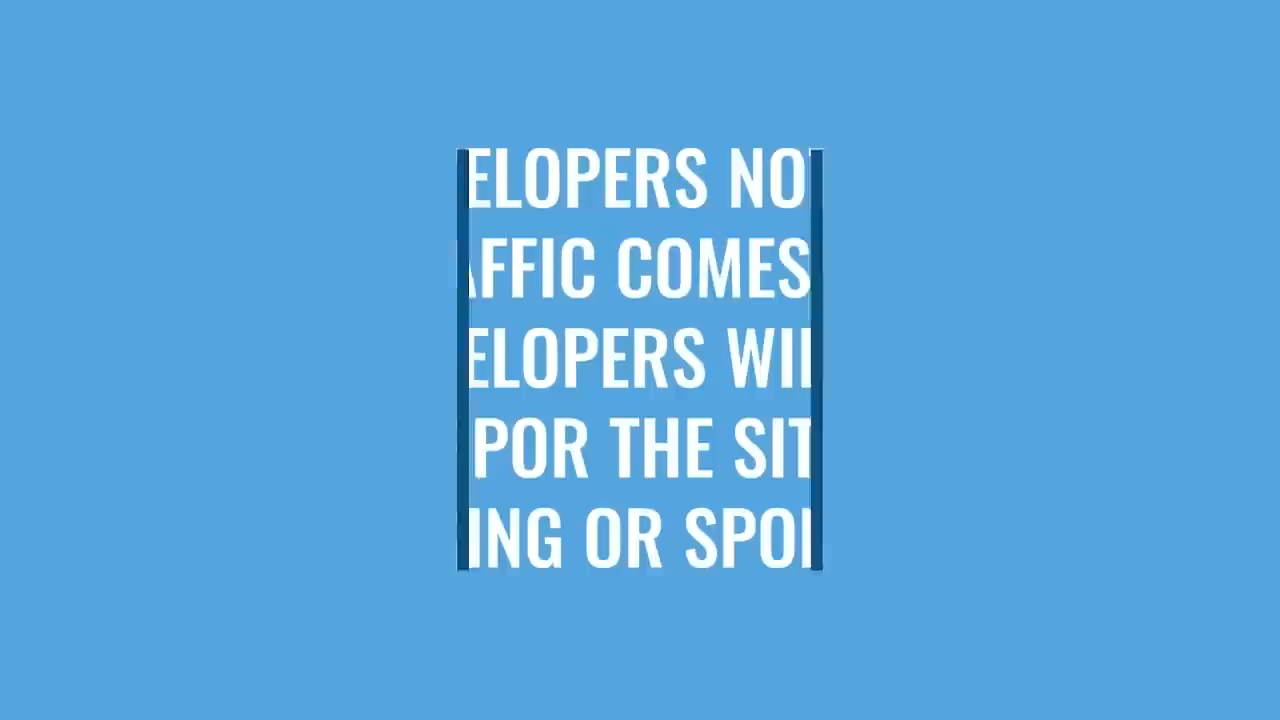 ELOPERS NO
AFFIC COMES
ELOPERS WI
POR THE SIT
ING OR SPO